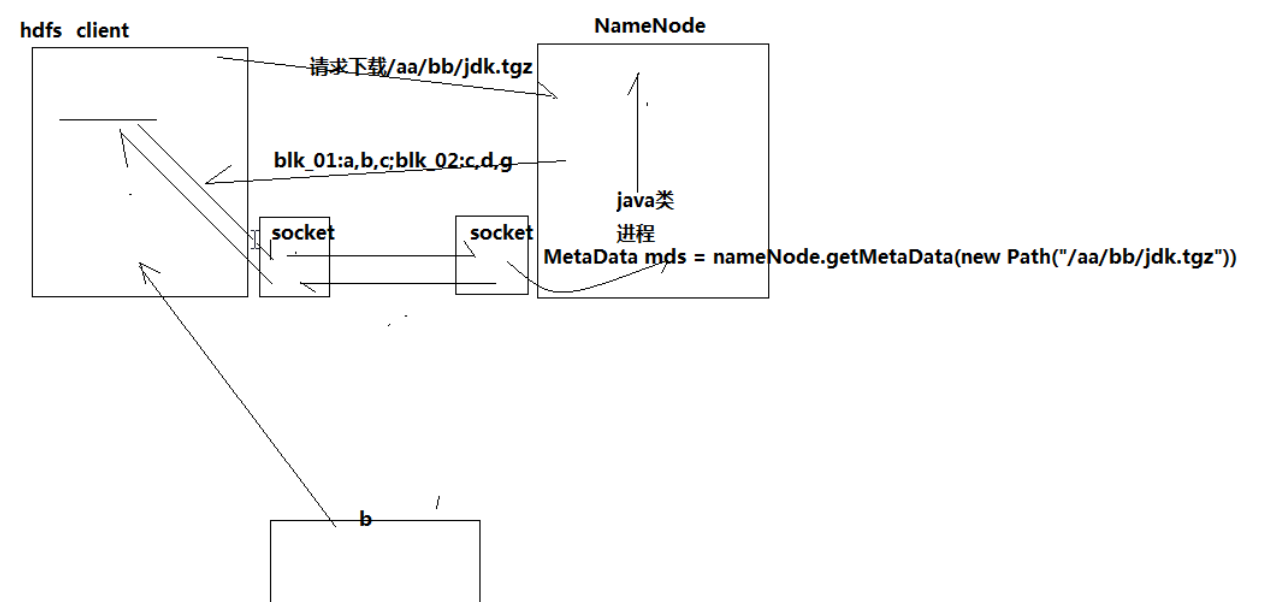 hdfs client
NameNode
请求下载/aa/bb/jdk.tgz
blk_01:a,b,c;blk_02:c,d,g
java类
进程
socket
socket
MetaData mds = nameNode.getMetaData(new Path("/aa/bb/jdk.tgz"))
b